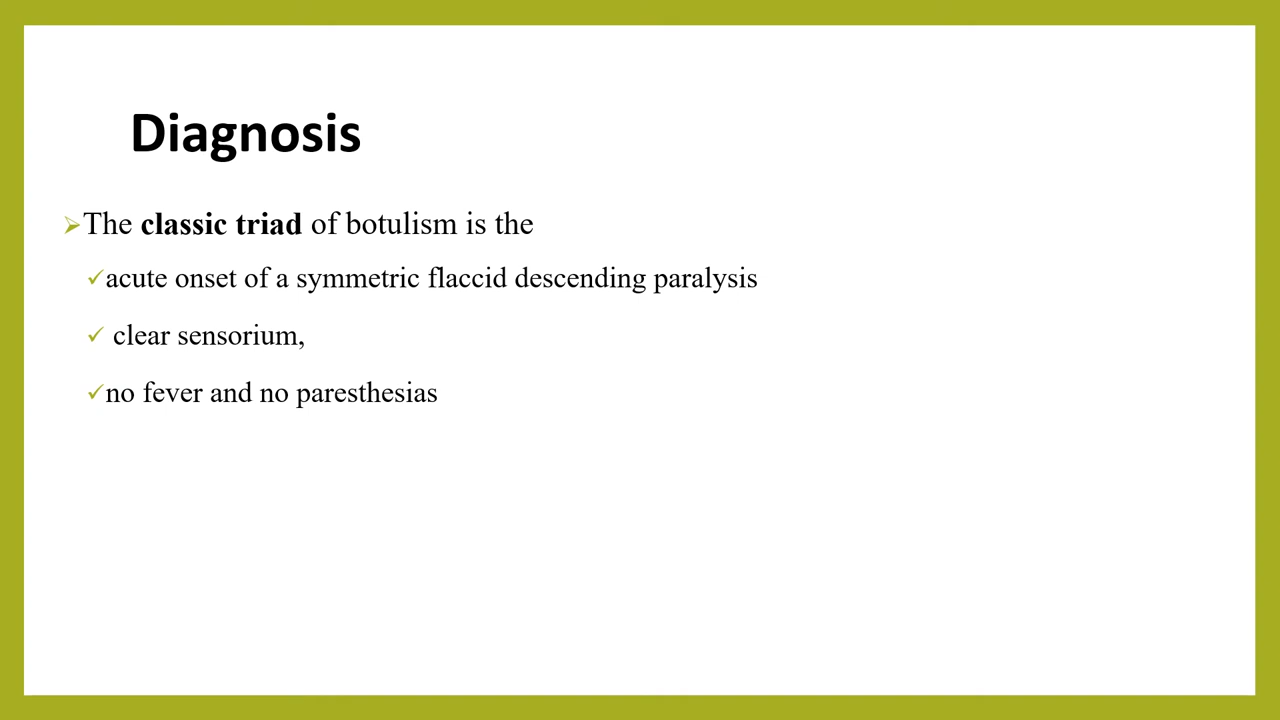 Diagnosis
The classic triad of botulism is the
acute onset of a symmetric flaccid descending paralysis
clear sensorium,
no fever and no paresthesias